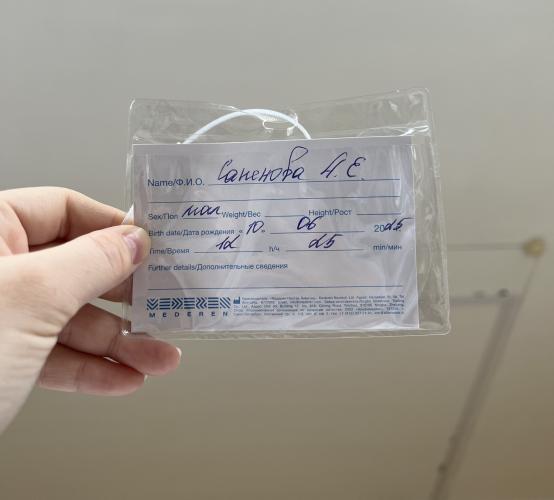 Name/Ф.И.О. Сапенова А. Е.
Sex/Пол мал Weight/Вес Height/Рост
Birth date/Дата рождения « 10 » 06 2025
Time/Время 12 h/ч 25 min/мин
Further details/Дополнительные сведения
MEDEREN